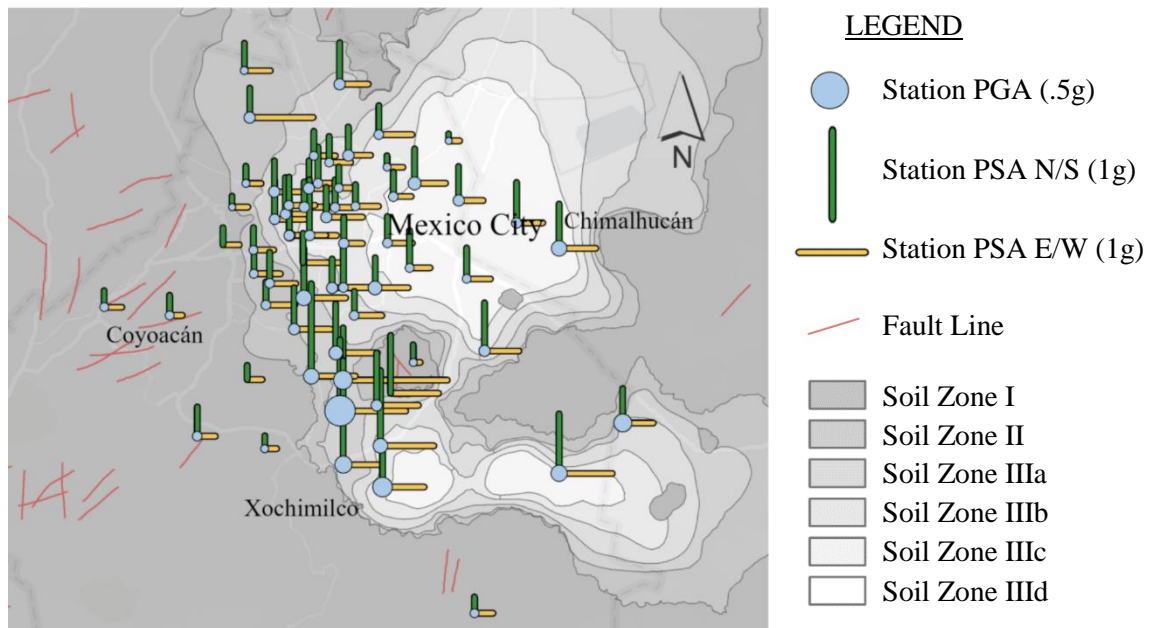 LEGEND
Station PGA (.5g)
Station PSA N/S (1g)
Station PSA E/W (1g)
Fault Line
Soil Zone I
Soil Zone II
Soil Zone IIIa
Soil Zone IIIb
Soil Zone IIIc
Soil Zone IIId
N
Mexico City
Chimalhucán
Coyoacán
Xochimilco